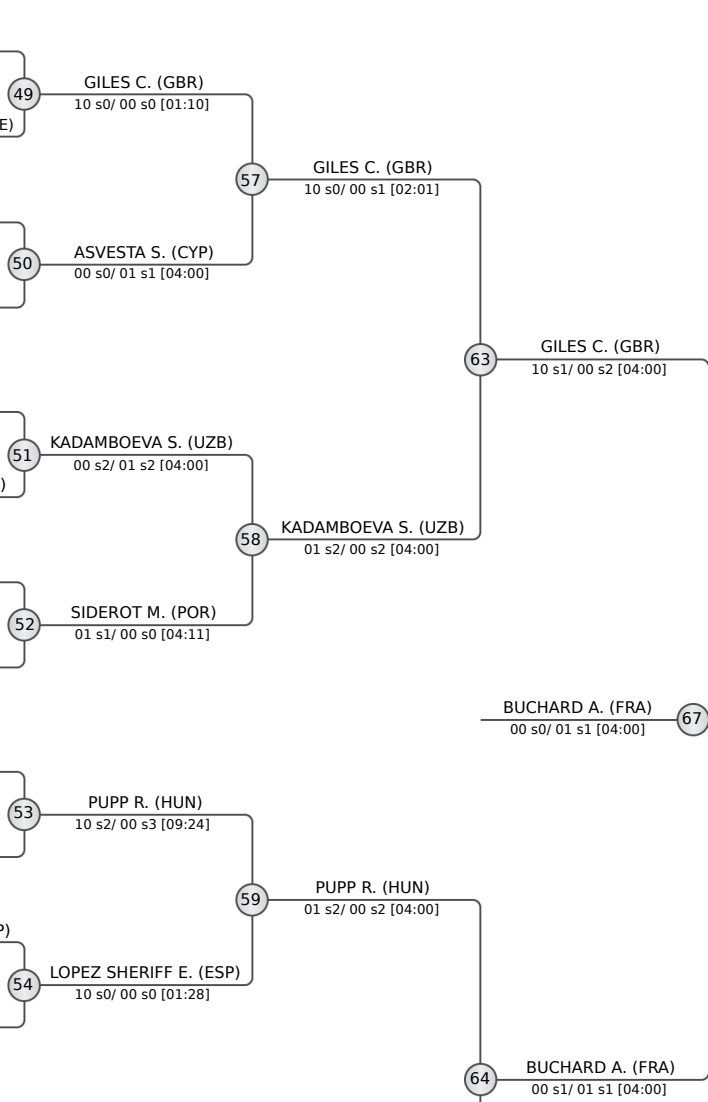 GILES C. (GBR)
49
10 s0/ 00 s0 [01:10]
E)
GILES C. (GBR)
57
10 s0/ 00 s1 [02:01]
ASVESTA S. (CYP)
50
00 s0/ 01 s1 [04:00]
GILES C. (GBR)
63
10 s1/ 00 s2 [04:00]
KADAMBOEVA S. (UZB)
51
00 s2/ 01 s2 [04:00]
)
KADAMBOEVA S. (UZB)
58
01 s2/ 00 s2 [04:00]
SIDEROT M. (POR)
52
01 s1/ 00 s0 [04:11]
BUCHARD A. (FRA)
67
00 s0/ 01 s1 [04:00]
PUPP R. (HUN)
53
10 s2/ 00 s3 [09:24]
PUPP R. (HUN)
59
01 s2/ 00 s2 [04:00]
P)
LOPEZ SHERIFF E. (ESP)
54
10 s0/ 00 s0 [01:28]
BUCHARD A. (FRA)
64
00 s1/ 01 s1 [04:00]